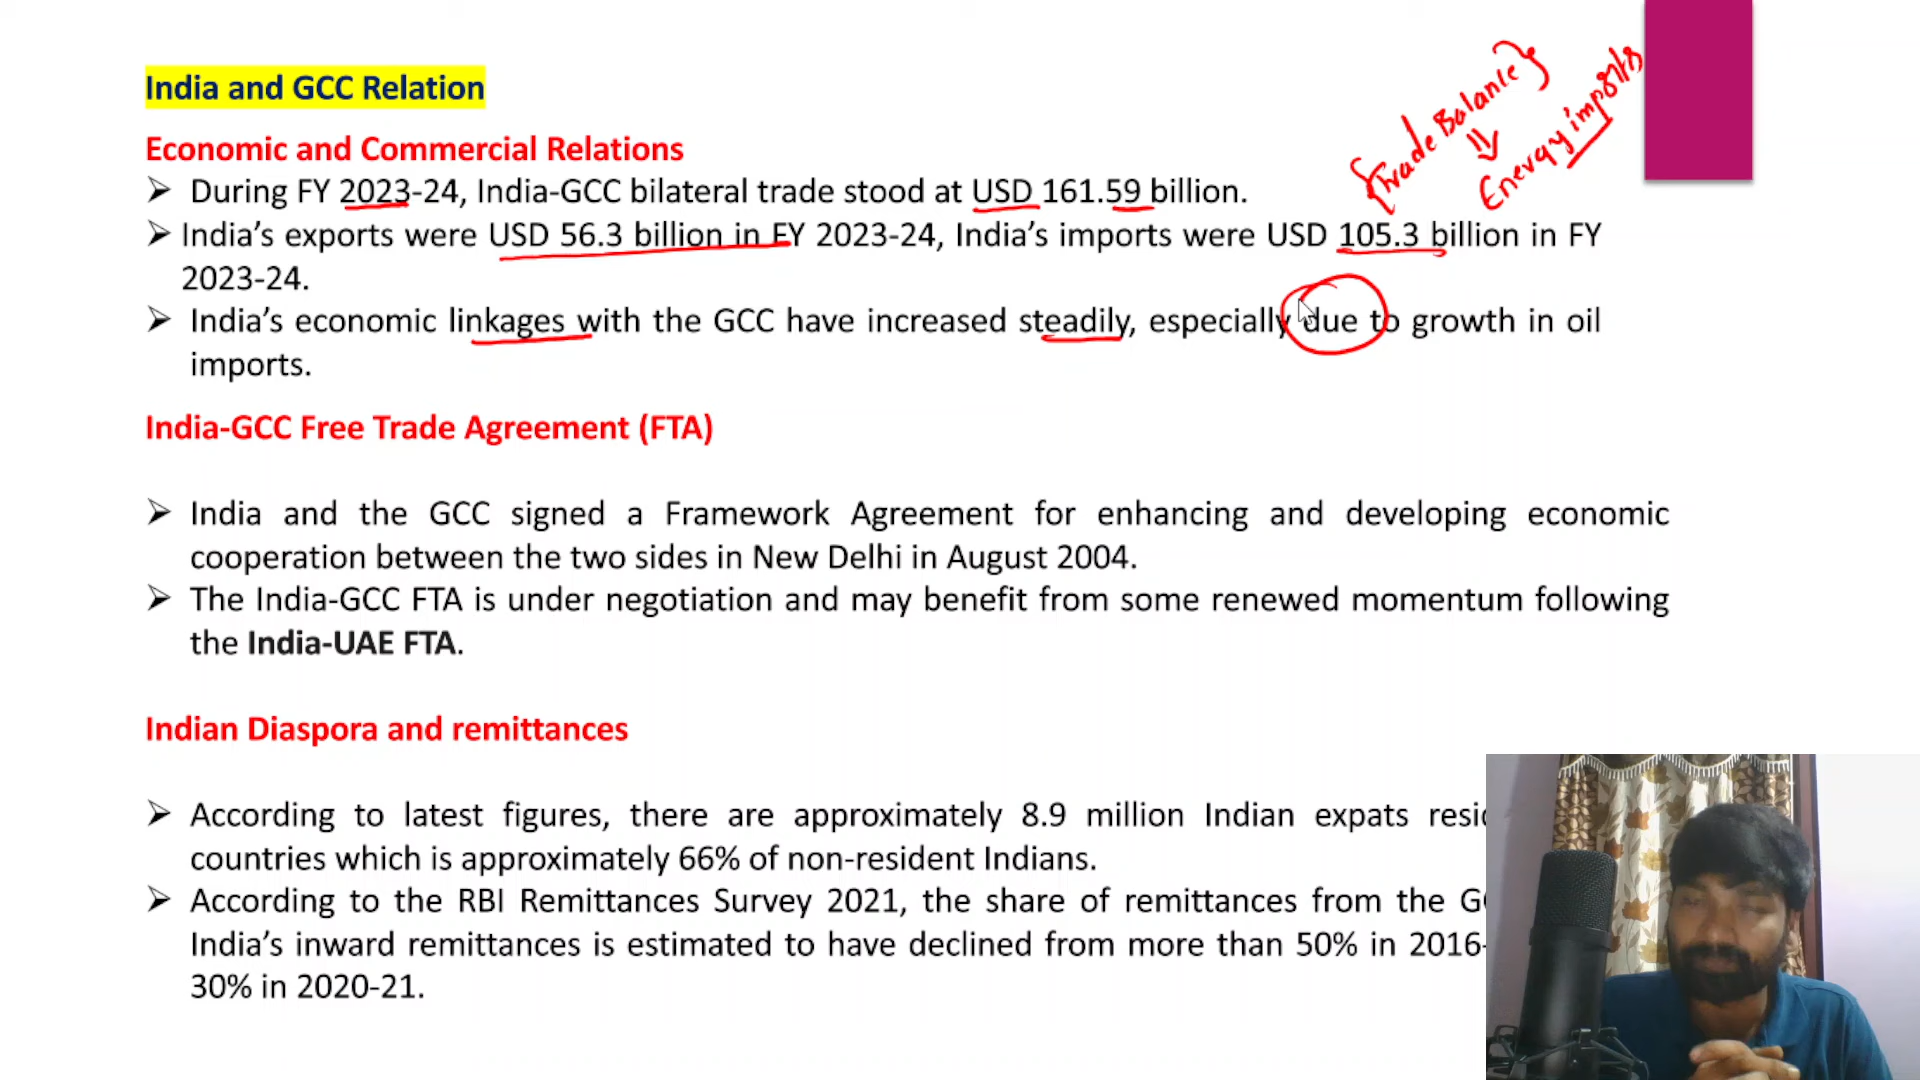 India and GCC Relation
{Trade Balance}
⇓
Energy imports
Economic and Commercial Relations
➢ During FY 2023-24, India-GCC bilateral trade stood at USD 161.59 billion.
➢ India’s exports were USD 56.3 billion in FY 2023-24, India’s imports were USD 105.3 billion in FY
2023-24.
➢ India’s economic linkages with the GCC have increased steadily, especially due to growth in oil
imports.
India-GCC Free Trade Agreement (FTA)
➢ India and the GCC signed a Framework Agreement for enhancing and developing economic
cooperation between the two sides in New Delhi in August 2004.
➢ The India-GCC FTA is under negotiation and may benefit from some renewed momentum following
the India-UAE FTA.
Indian Diaspora and remittances
➢ According to latest figures, there are approximately 8.9 million Indian expats
countries which is approximately 66% of non-resident Indians.
➢ According to the RBI Remittances Survey 2021, the share of remittances from the
India’s inward remittances is estimated to have declined from more than 50% in 2016-
30% in 2020-21.